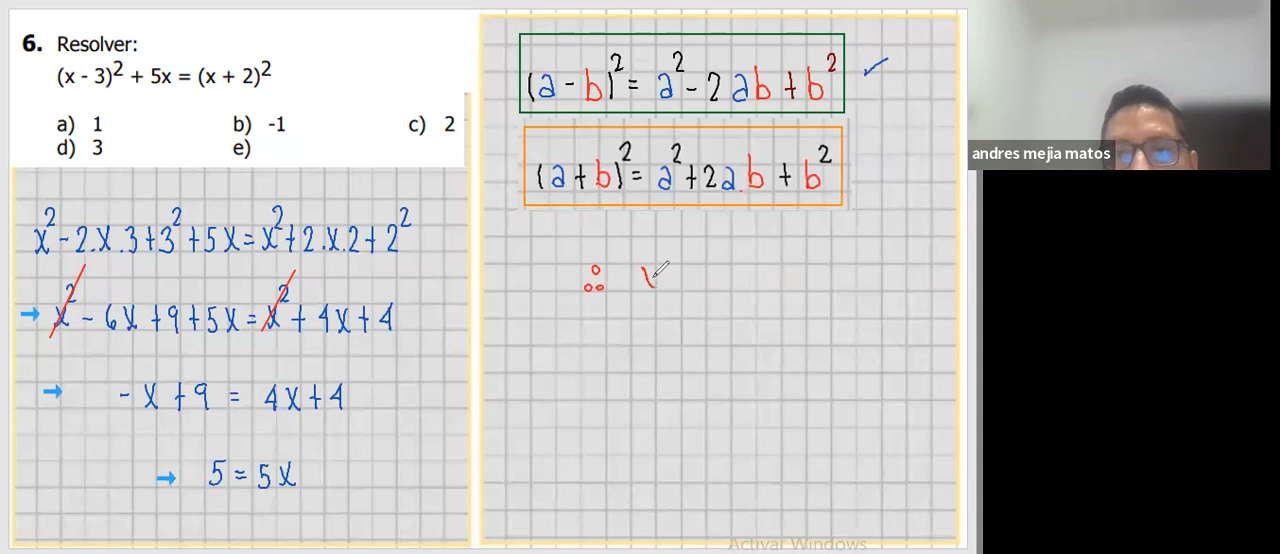 6. Resolver:
(x - 3)² + 5x = (x + 2)²
a) 1 b) -1 c) 2
d) 3 e)
x² - 2.x.3 + 3² + 5x = x² + 2.x.2 + 2²
→ x² - 6x + 9 + 5x = x² + 4x + 4
→ -x + 9 = 4x + 4
→ 5 = 5x
(a - b)² = a² - 2ab + b² ✓
(a + b)² = a² + 2a.b + b²
∴
andres mejia matos
Activar Windows